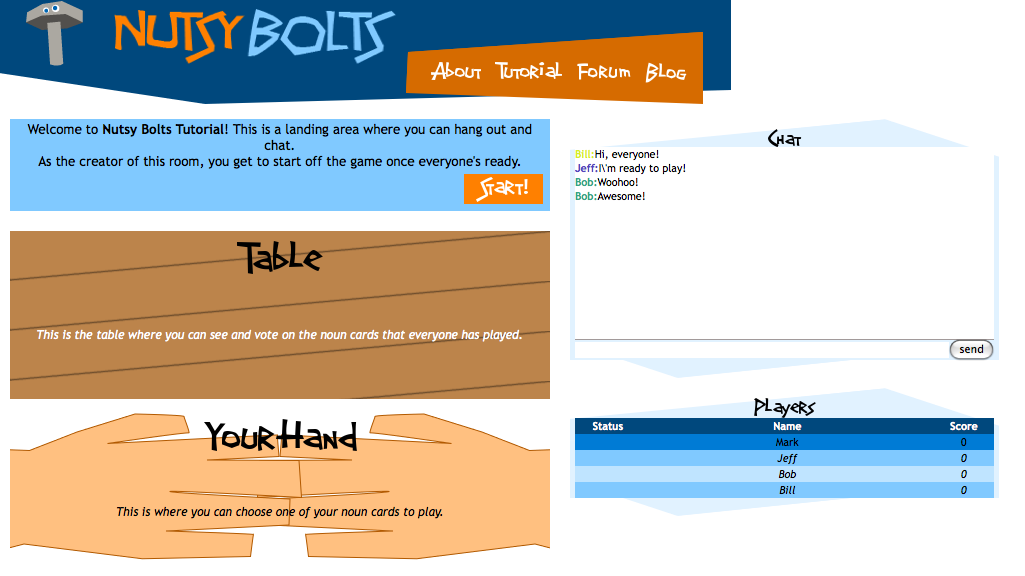 NUTSY BOLTS
About Tutorial Forum Blog
Welcome to Nutsy Bolts Tutorial! This is a landing area where you can hang out and
chat.
As the creator of this room, you get to start off the game once everyone's ready.
START!
Table
This is the table where you can see and vote on the noun cards that everyone has played.
Your Hand
This is where you can choose one of your noun cards to play.
Chat
Bill:Hi, everyone!
Jeff:I\'m ready to play!
Bob:Woohoo!
Bob:Awesome!
send
Players
Status Name Score
Mark 0
Jeff 0
Bob 0
Bill 0